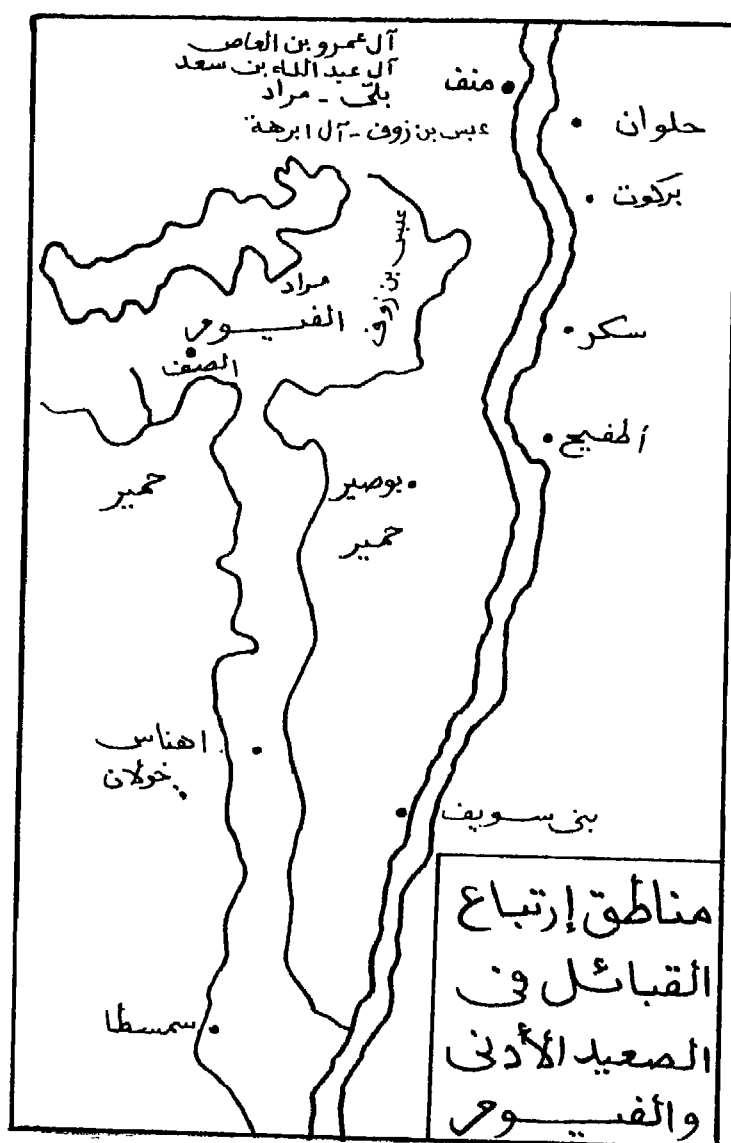 آل عمرو بن العاص
آل عبد الله بن سعد
بلىّ - مراد
عبس بن زوف - آل ابرهة
منف
حلوان
بركوت
عبس بن زوف
مراد
الفيوم
الصف
سكر
أطفيح
حمير
بوصير
حمير
اهناس
خولان
بنى سويف
سمسطا
مناطق إرتباع
القبائل فى
الصعيد الأدنى
والفيوم